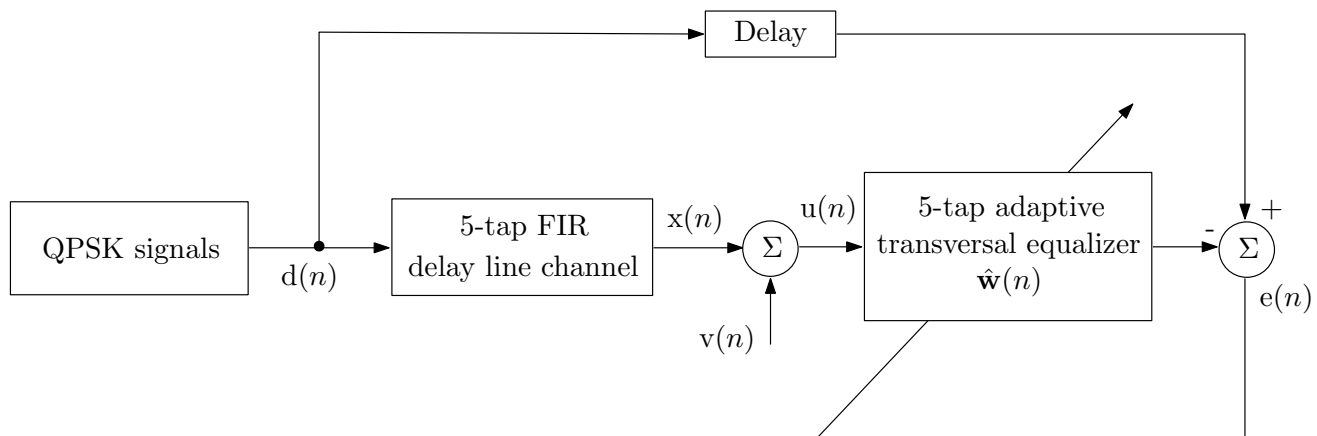 Delay
QPSK signals
d(n)
5-tap FIR
delay line channel
x(n)
Σ
v(n)
u(n)
5-tap adaptive
transversal equalizer
ŵ(n)
+
-
Σ
e(n)